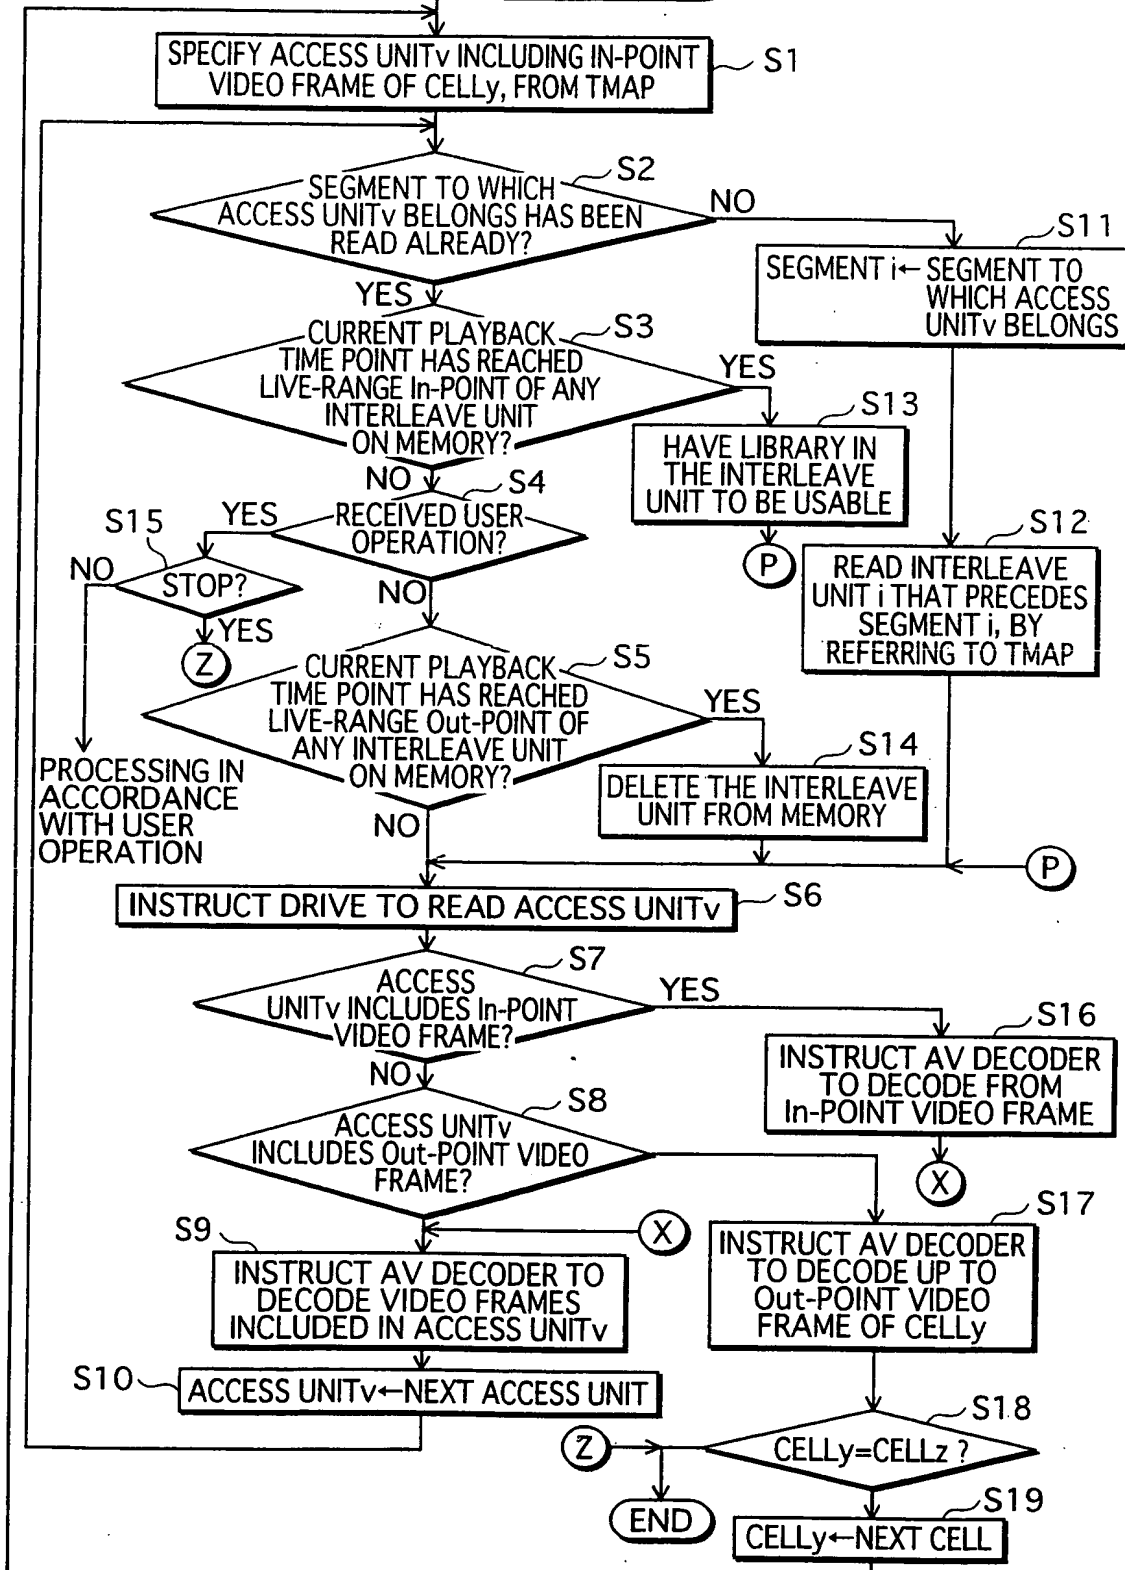 SPECIFY ACCESS UNITv INCLUDING IN-POINT
VIDEO FRAME OF CELLy, FROM TMAP
S1
SEGMENT TO WHICH
ACCESS UNITv BELONGS HAS BEEN
READ ALREADY?
S2
NO
YES
S11
SEGMENT i←SEGMENT TO
WHICH ACCESS
UNITv BELONGS
CURRENT PLAYBACK
TIME POINT HAS REACHED
LIVE-RANGE In-POINT OF ANY
INTERLEAVE UNIT
ON MEMORY?
S3
YES
NO
S13
HAVE LIBRARY IN
THE INTERLEAVE
UNIT TO BE USABLE
P
S4
RECEIVED USER
OPERATION?
YES
NO
S15
STOP?
NO
YES
Z
PROCESSING IN
ACCORDANCE
WITH USER
OPERATION
S12
READ INTERLEAVE
UNIT i THAT PRECEDES
SEGMENT i, BY
REFERRING TO TMAP
CURRENT PLAYBACK
TIME POINT HAS REACHED
LIVE-RANGE Out-POINT OF
ANY INTERLEAVE UNIT
ON MEMORY?
S5
YES
NO
S14
DELETE THE INTERLEAVE
UNIT FROM MEMORY
P
INSTRUCT DRIVE TO READ ACCESS UNITv
S6
ACCESS
UNITv INCLUDES In-POINT
VIDEO FRAME?
S7
YES
NO
S16
INSTRUCT AV DECODER
TO DECODE FROM
In-POINT VIDEO FRAME
X
ACCESS UNITv
INCLUDES Out-POINT VIDEO
FRAME?
S8
X
S9
INSTRUCT AV DECODER TO
DECODE VIDEO FRAMES
INCLUDED IN ACCESS UNITv
S17
INSTRUCT AV DECODER
TO DECODE UP TO
Out-POINT VIDEO
FRAME OF CELLy
S10
ACCESS UNITv←NEXT ACCESS UNIT
S18
CELLy=CELLz ?
Z
END
S19
CELLy←NEXT CELL